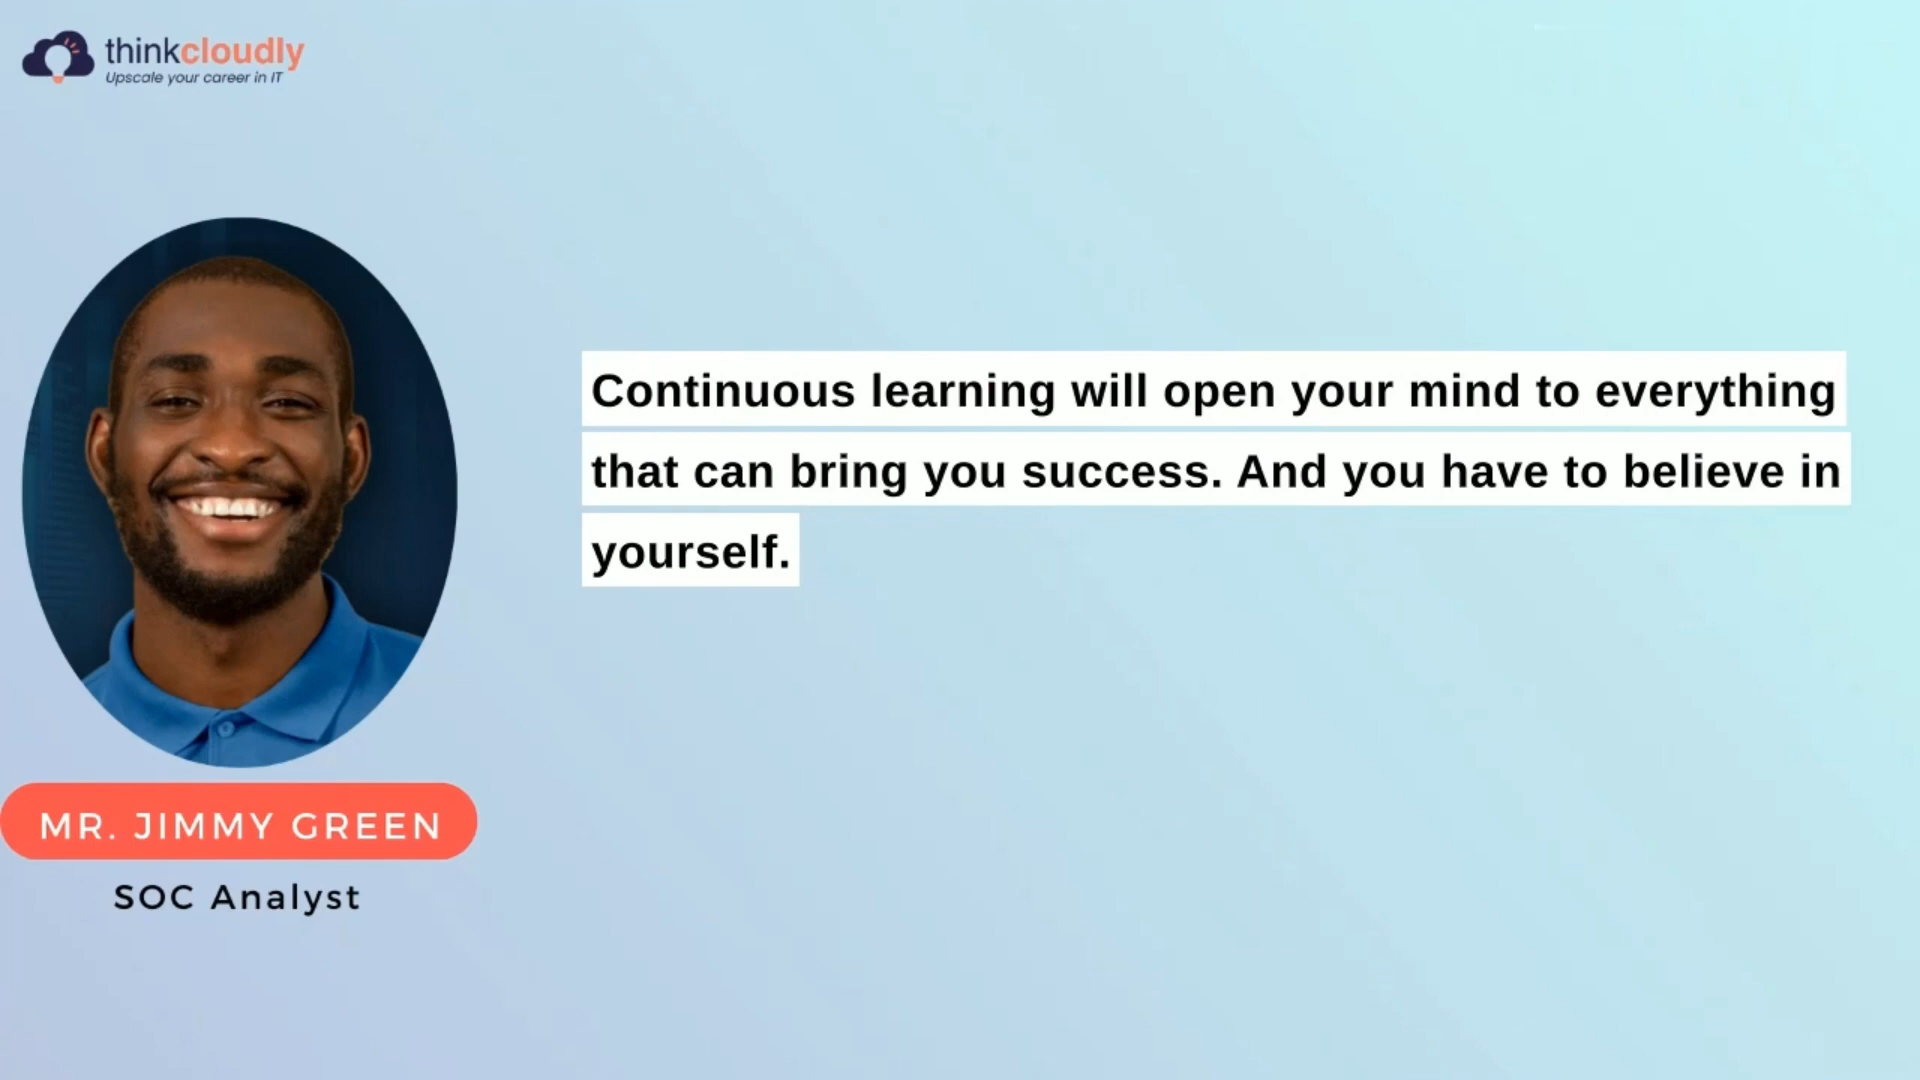 thinkcloudly
Upscale your career in IT
Continuous learning will open your mind to everything
that can bring you success. And you have to believe in
yourself.
MR. JIMMY GREEN
SOC Analyst